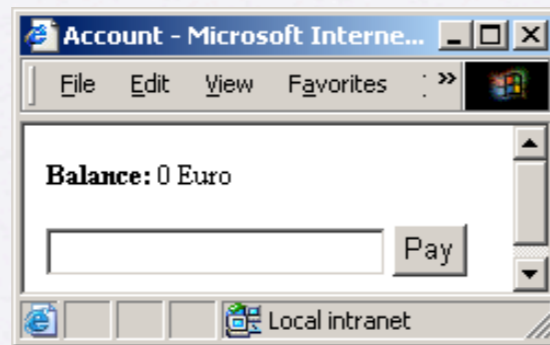 Account - Microsoft Interne...
File Edit View Favorites »
Balance: 0 Euro
Pay
Local intranet